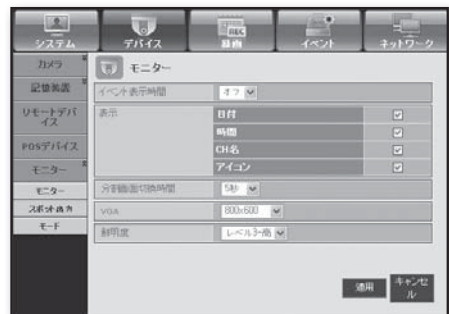 システム
デバイス
REC
録画
イベント
ネットワーク
カメラ
記憶装置
リモートデバイス
POSデバイス
モニター
モニター
スポット出力
モード
モニター
イベント表示時間
オフ
表示
日付
時間
CH名
アイコン
分割画面切換時間
5秒
VGA
800x600
鮮明度
レベル3-高
適用
キャンセル